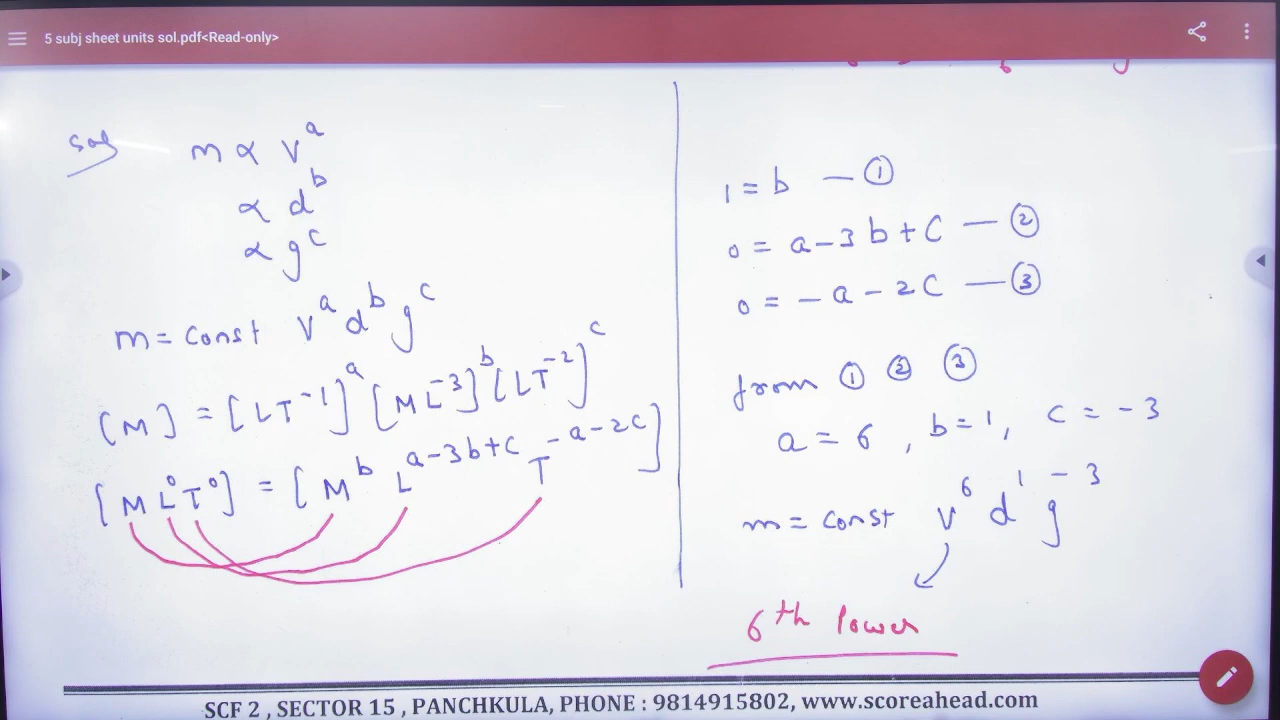 5 subj sheet units sol.pdf<Read-only>
Sol
m ∝ v^a
∝ d^b
∝ g^c
m = const v^a d^b g^c
[M] = [LT^-1]^a [ML^-3]^b [LT^-2]^c
[M L^0 T^0] = [M^b L^a-3b+c T^-a-2c]
1 = b — ①
0 = a-3b+c — ②
0 = -a-2c — ③
from ① ② ③
a = 6, b=1, c = -3
m = const v^6 d^1 g^-3
6th Power
SCF 2 , SECTOR 15 , PANCHKULA, PHONE : 9814915802, www.scoreahead.com